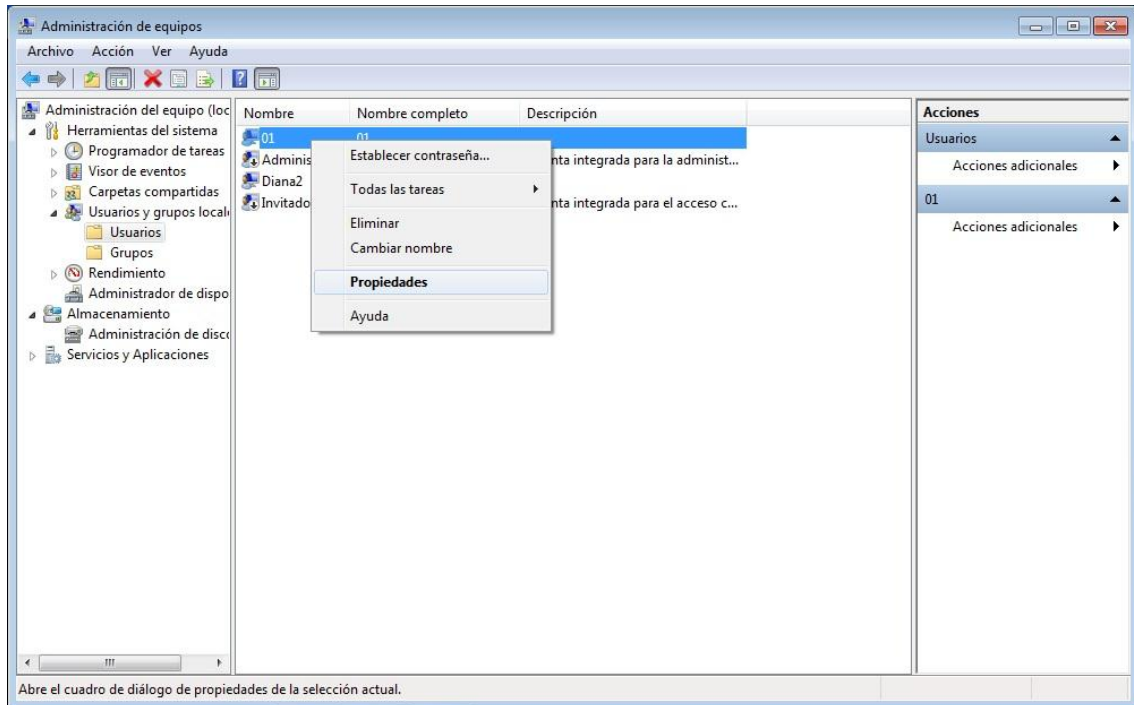 Administración de equipos
Archivo Acción Ver Ayuda
Administración del equipo (loc
Herramientas del sistema
Programador de tareas
Visor de eventos
Carpetas compartidas
Usuarios y grupos local
Usuarios
Grupos
Rendimiento
Administrador de dispo
Almacenamiento
Administración de disc
Servicios y Aplicaciones
Nombre Nombre completo Descripción
01 01
Adminis nta integrada para la administ...
Diana2
Invitado nta integrada para el acceso c...
Establecer contraseña...
Todas las tareas
Eliminar
Cambiar nombre
Propiedades
Ayuda
Acciones
Usuarios
Acciones adicionales
01
Acciones adicionales
Abre el cuadro de diálogo de propiedades de la selección actual.